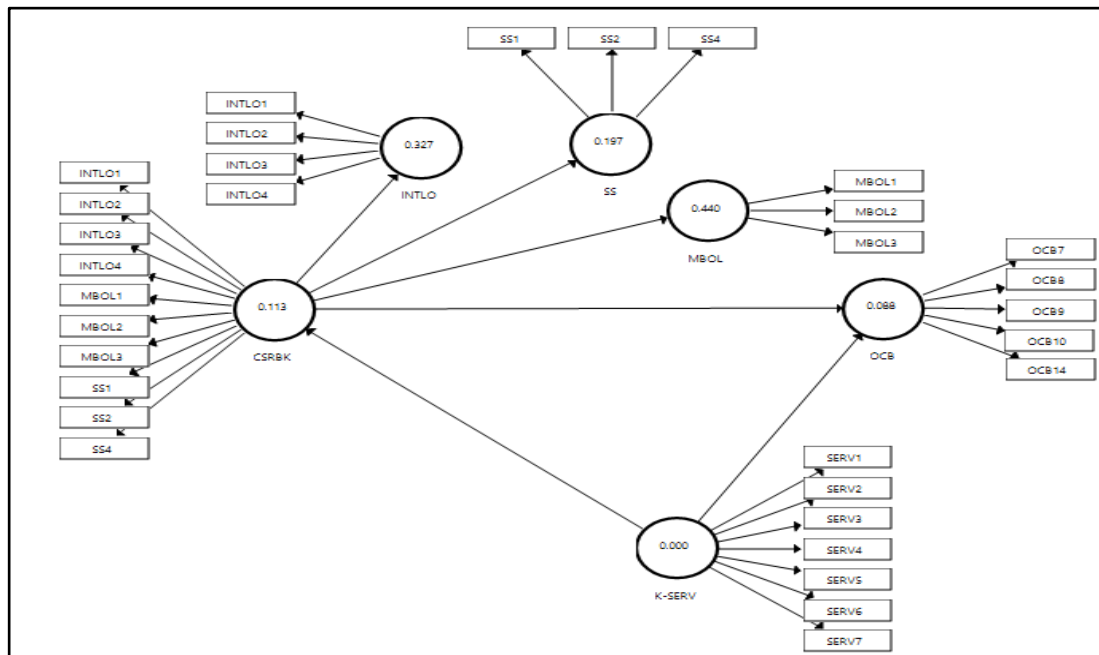 SS1
SS2
SS4
INTLO1
INTLO2
INTLO3
INTLO4
0.327
INTLO
0.197
SS
0.440
MBOL
MBOL1
MBOL2
MBOL3
INTLO1
INTLO2
INTLO3
INTLO4
MBOL1
MBOL2
MBOL3
SS1
SS2
SS4
0.113
CSRBK
0.088
OCB
OCB7
OCB8
OCB9
OCB10
OCB14
0.000
K-SERV
SERV1
SERV2
SERV3
SERV4
SERV5
SERV6
SERV7